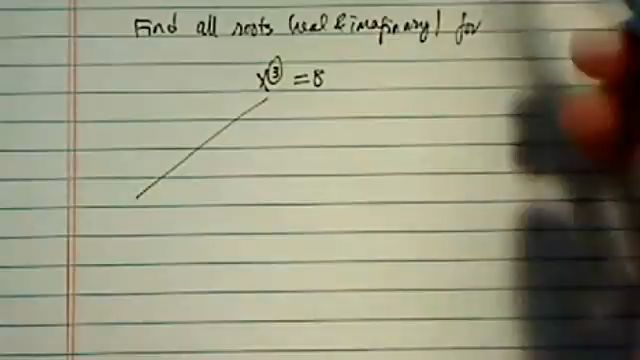 Find all roots (real & imaginary) for
x³ = 8